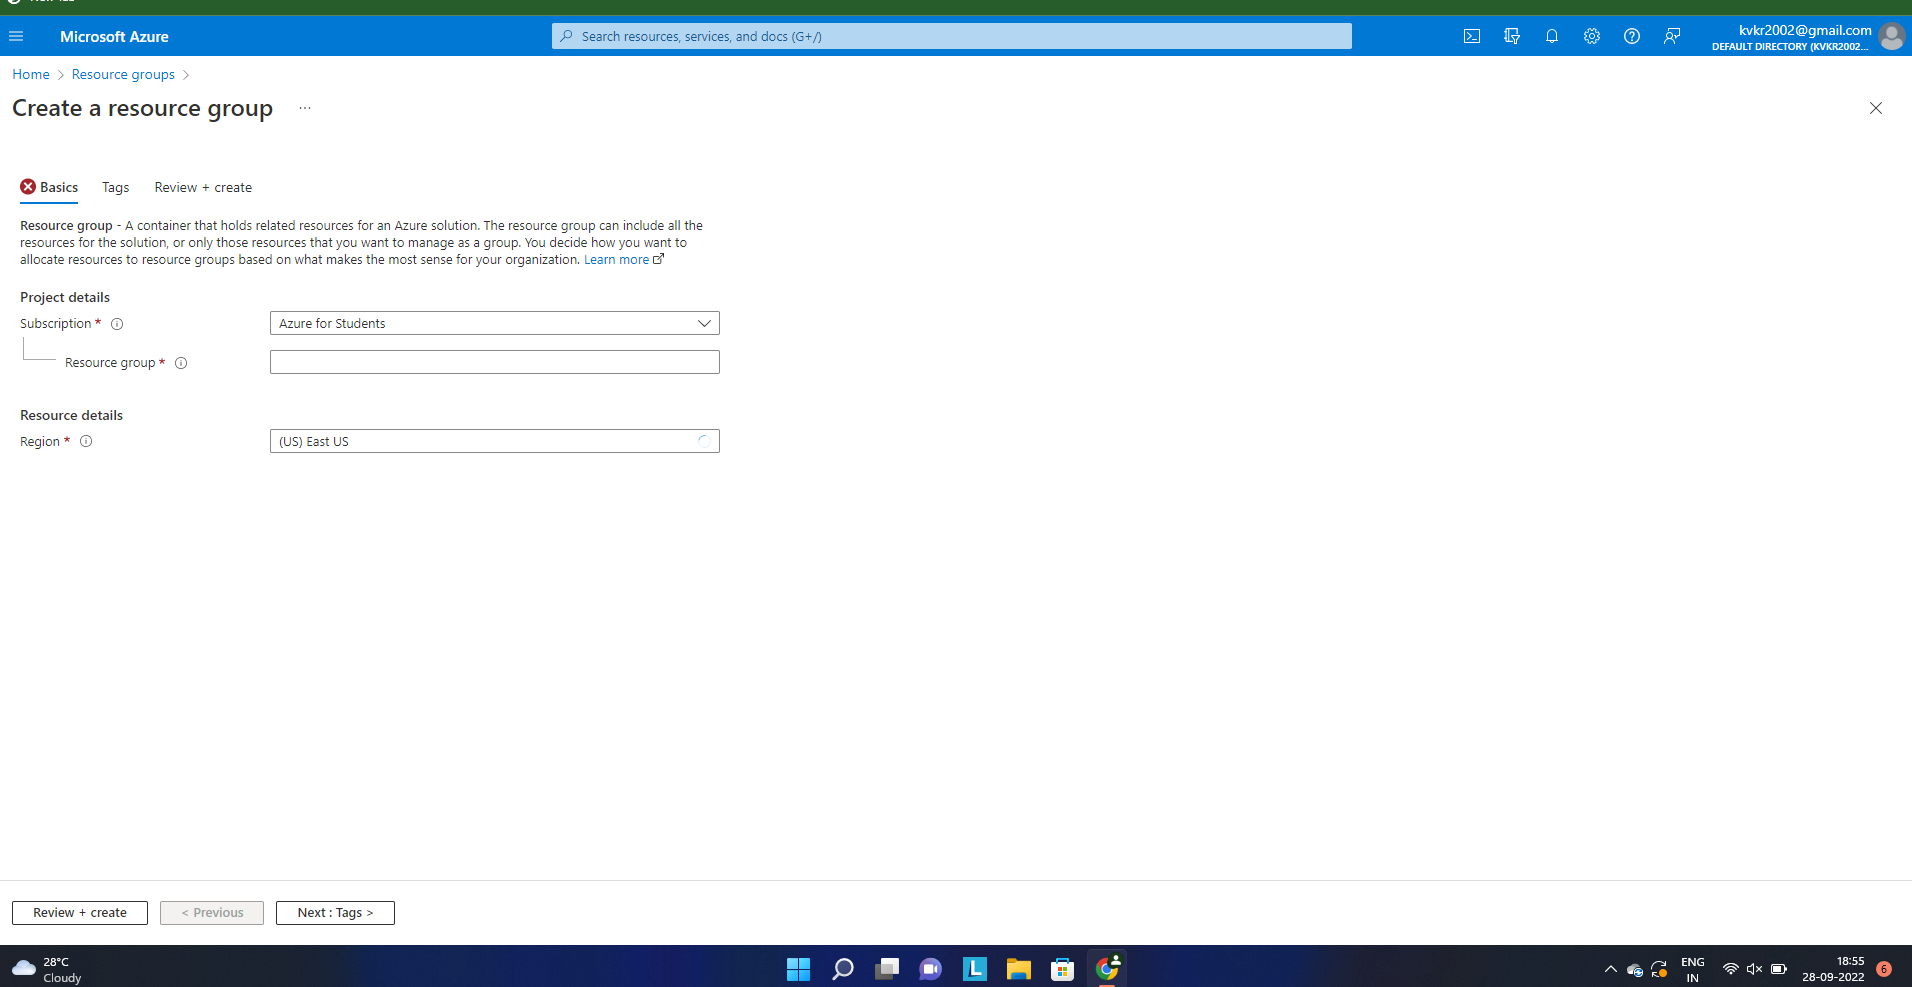 Microsoft Azure
Search resources, services, and docs (G+/)
kvkr2002@gmail.com
DEFAULT DIRECTORY (KVKR2002...
Home > Resource groups >
Create a resource group ...
Basics Tags Review + create
Resource group - A container that holds related resources for an Azure solution. The resource group can include all the
resources for the solution, or only those resources that you want to manage as a group. You decide how you want to
allocate resources to resource groups based on what makes the most sense for your organization. Learn more
Project details
Subscription * Azure for Students
Resource group *
Resource details
Region * (US) East US
Review + create < Previous Next : Tags >
28°C
Cloudy
ENG
IN
18:55
28-09-2022
6